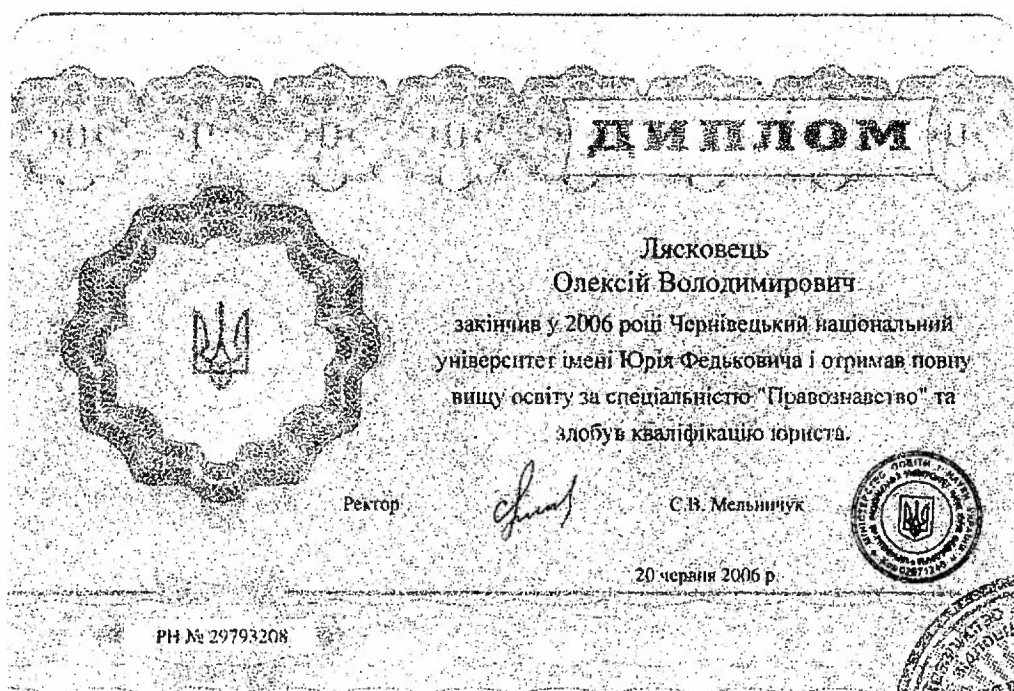 ДИПЛОМ
Лясковець
Олексій Володимирович
закінчив у 2006 році Чернівецький національний
університет імені Юрія Федьковича і отримав повну
вищу освіту за спеціальністю "Правознавство" та
здобув кваліфікацію юриста.
Ректор С.В. Мельничук
20 червня 2006 р.
РН № 29793208